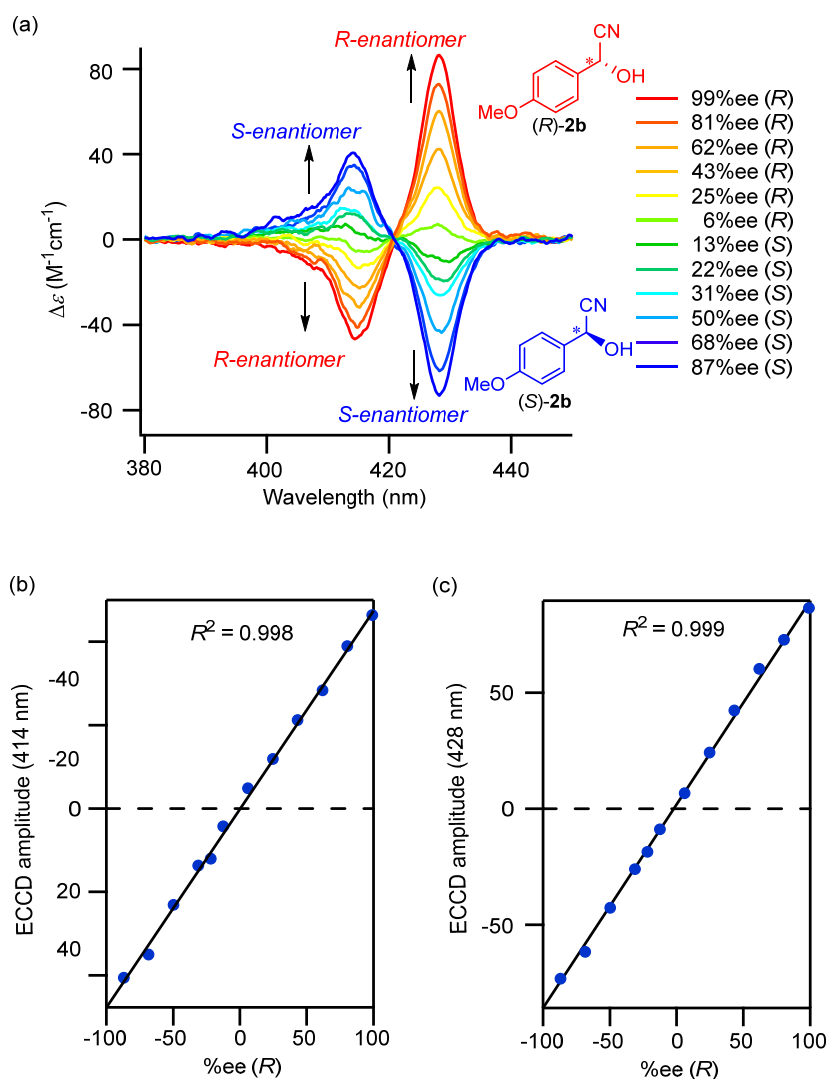 (a)
R-enantiomer
S-enantiomer
R-enantiomer
S-enantiomer
80
40
0
-40
-80
Δε (M⁻¹cm⁻¹)
380
400
420
440
Wavelength (nm)
CN
*
OH
MeO
(R)-2b
CN
*
OH
MeO
(S)-2b
99%ee (R)
81%ee (R)
62%ee (R)
43%ee (R)
25%ee (R)
6%ee (R)
13%ee (S)
22%ee (S)
31%ee (S)
50%ee (S)
68%ee (S)
87%ee (S)
(b)
R² = 0.998
ECCD amplitude (414 nm)
-40
-20
0
20
40
-100
-50
0
50
100
%ee (R)
(c)
R² = 0.999
ECCD amplitude (428 nm)
50
0
-50
-100
-50
0
50
100
%ee (R)